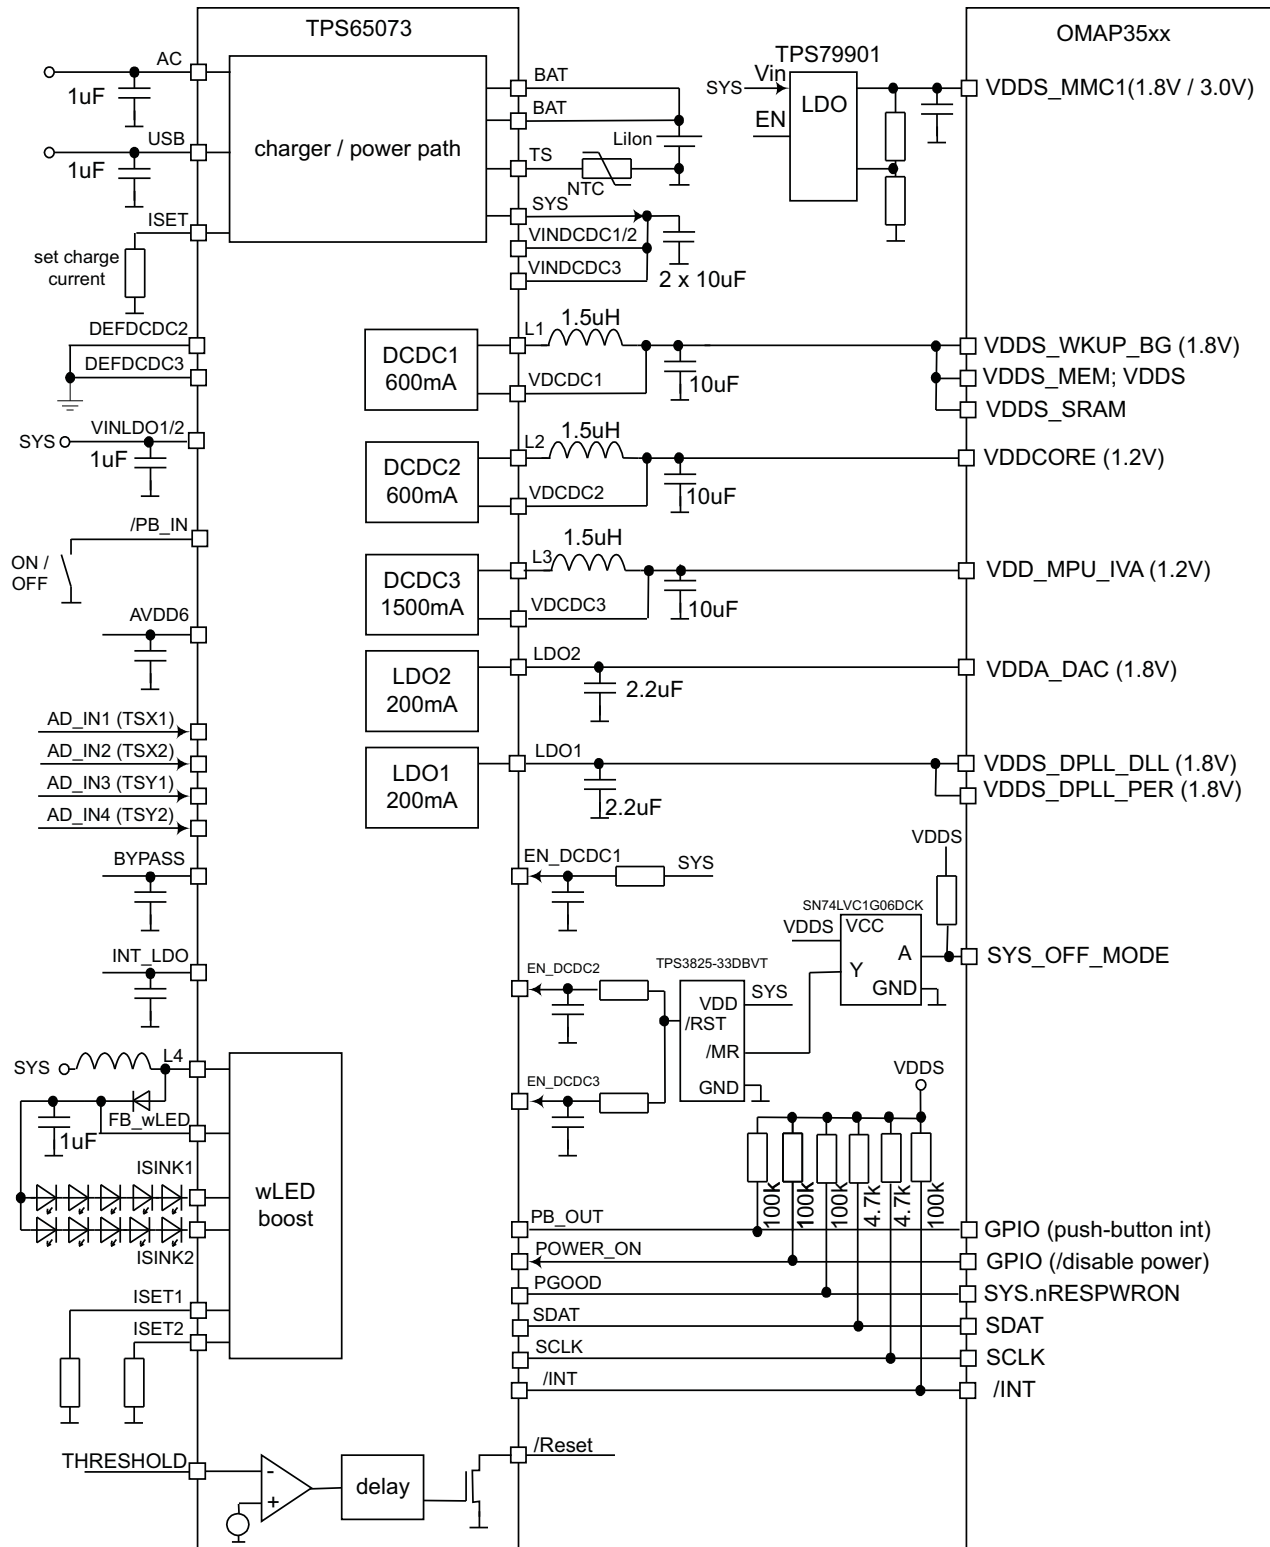 TPS65073
OMAP35xx
AC
1uF
USB
1uF
ISET
set charge
current
charger / power path
BAT
BAT
LiIon
TS
NTC
SYS
VINDCDC1/2
VINDCDC3
2 x 10uF
TPS79901
SYS
Vin
LDO
EN
VDDS_MMC1(1.8V / 3.0V)
DEFDCDC2
DEFDCDC3
DCDC1
600mA
L1
1.5uH
VDCDC1
10uF
VDDS_WKUP_BG (1.8V)
VDDS_MEM; VDDS
VDDS_SRAM
SYS
VINLDO1/2
1uF
DCDC2
600mA
L2
1.5uH
VDCDC2
10uF
VDDCORE (1.2V)
/PB_IN
ON /
OFF
DCDC3
1500mA
L3
1.5uH
VDCDC3
10uF
VDD_MPU_IVA (1.2V)
AVDD6
LDO2
200mA
LDO2
2.2uF
VDDA_DAC (1.8V)
AD_IN1 (TSX1)
AD_IN2 (TSX2)
AD_IN3 (TSY1)
AD_IN4 (TSY2)
LDO1
200mA
LDO1
2.2uF
VDDS_DPLL_DLL (1.8V)
VDDS_DPLL_PER (1.8V)
BYPASS
EN_DCDC1
SYS
VDDS
SN74LVC1G06DCK
VDDS
VCC
A
Y
GND
SYS_OFF_MODE
INT_LDO
EN_DCDC2
TPS3825-33DBVT
VDD
SYS
/RST
/MR
GND
EN_DCDC3
VDDS
SYS
L4
FB_wLED
1uF
ISINK1
ISINK2
wLED
boost
ISET1
ISET2
100k
100k
100k
4.7k
4.7k
100k
PB_OUT
GPIO (push-button int)
POWER_ON
GPIO (/disable power)
PGOOD
SYS.nRESPWRON
SDAT
SDAT
SCLK
SCLK
/INT
/INT
THRESHOLD
-
+
delay
/Reset